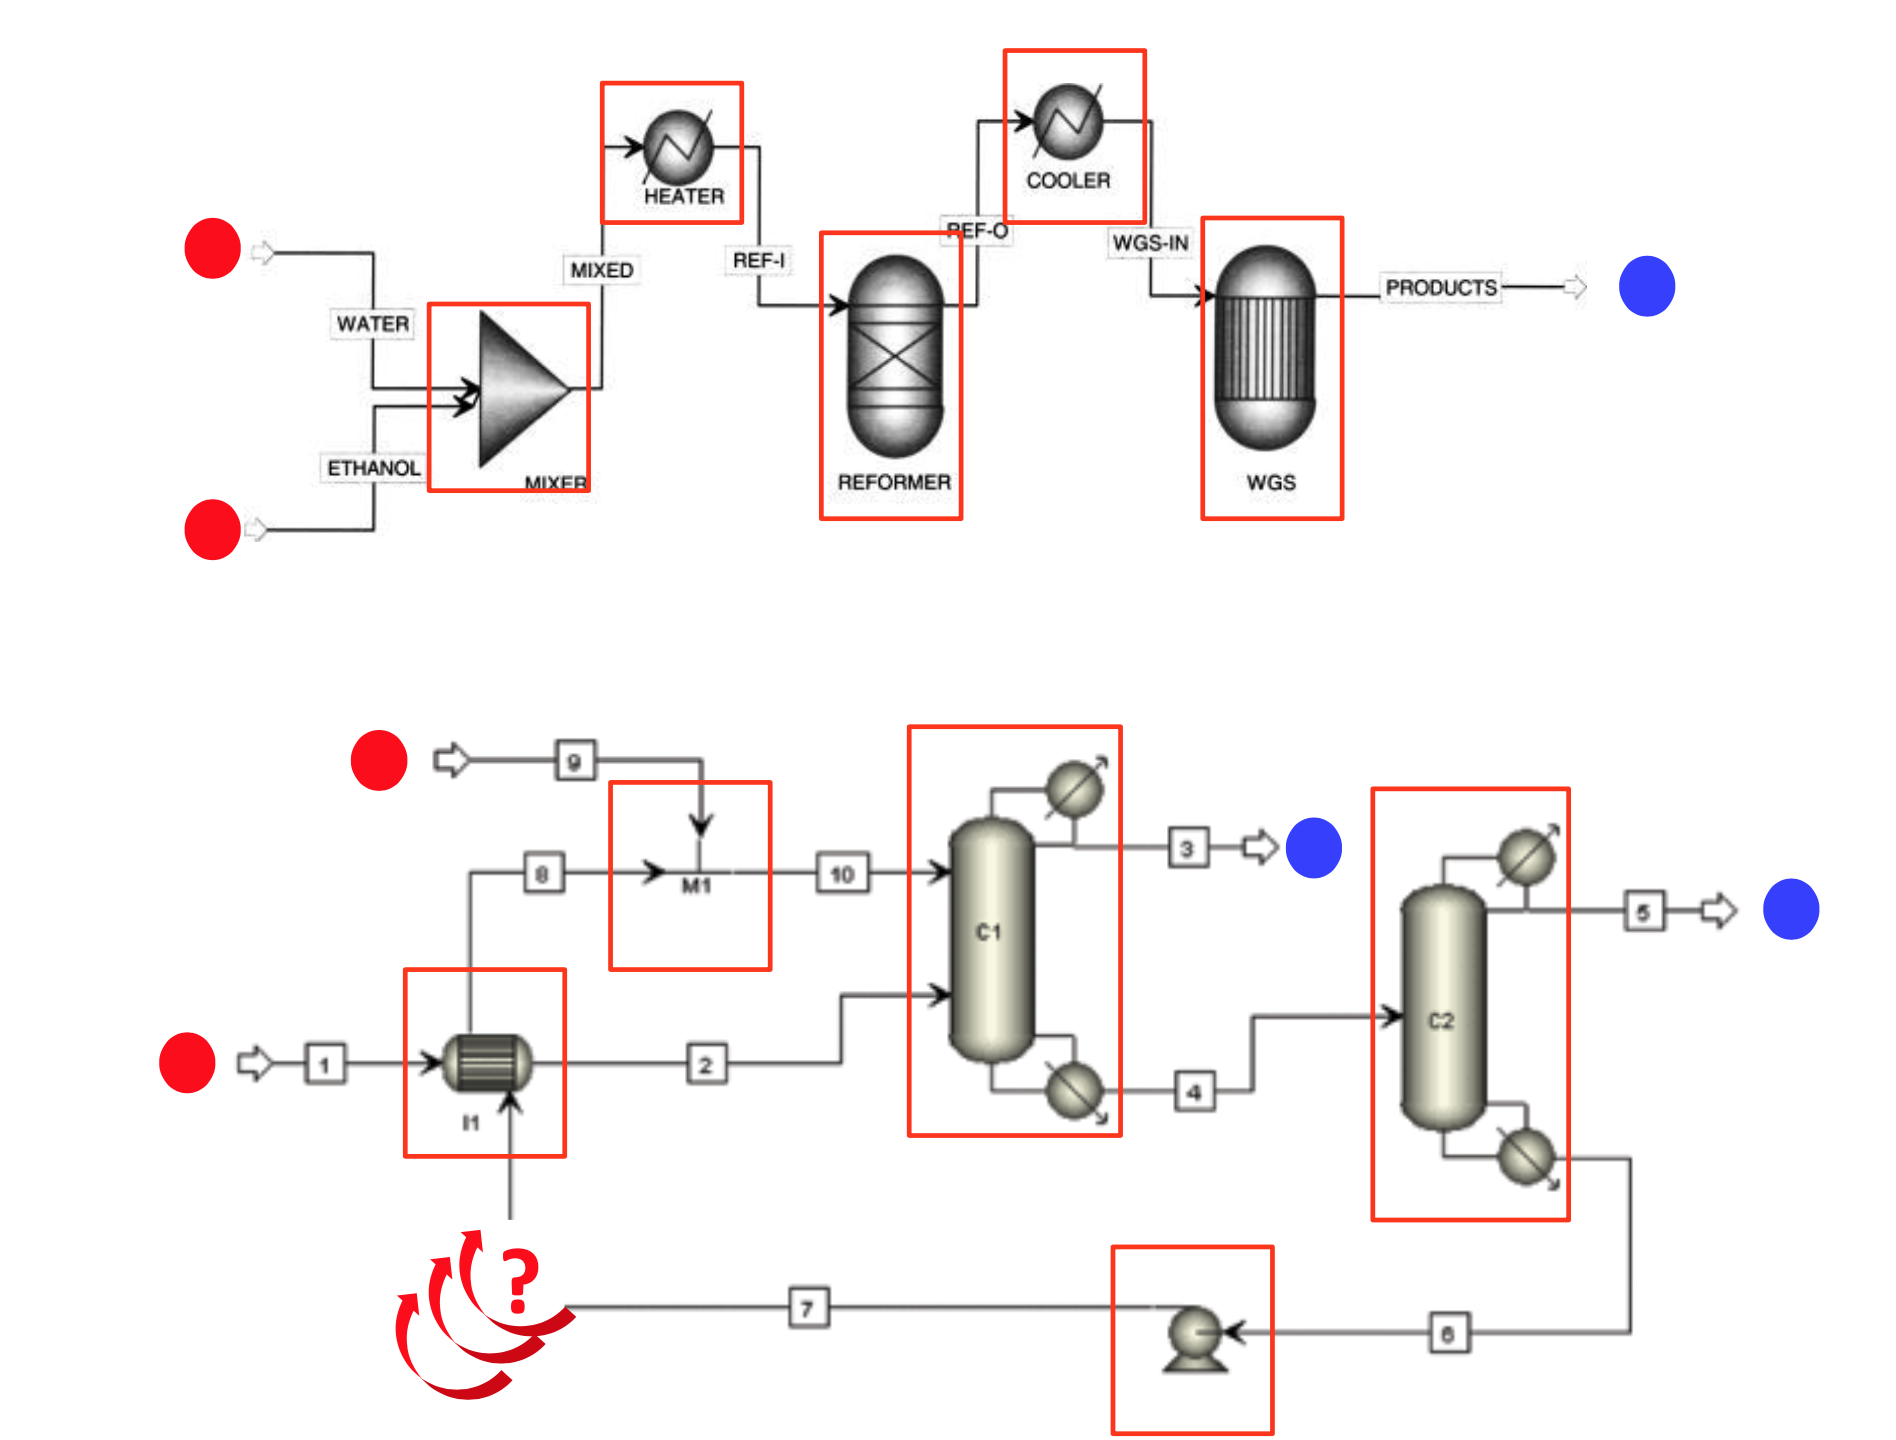 COOLER
HEATER
REF-O
WGS-IN
REF-I
MIXED
PRODUCTS
WATER
ETHANOL
MIXER
REFORMER
WGS
9
8
M1
10
3
5
C1
C2
1
2
4
I1
?
7
6